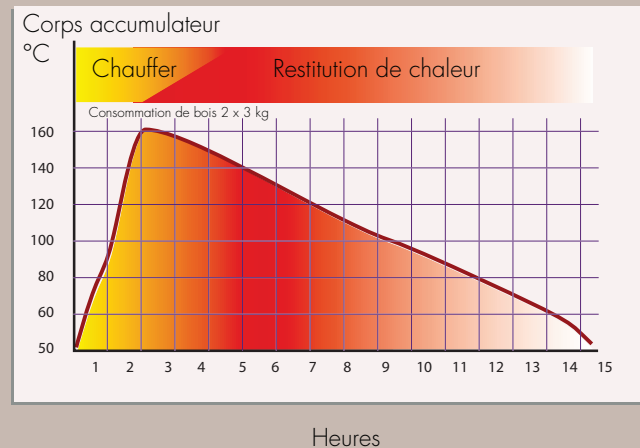 Corps accumulateur
°C
Chauffer Restitution de chaleur
Consommation de bois 2 x 3 kg
160
140
120
100
80
60
50
1 2 3 4 5 6 7 8 9 10 11 12 13 14 15
Heures